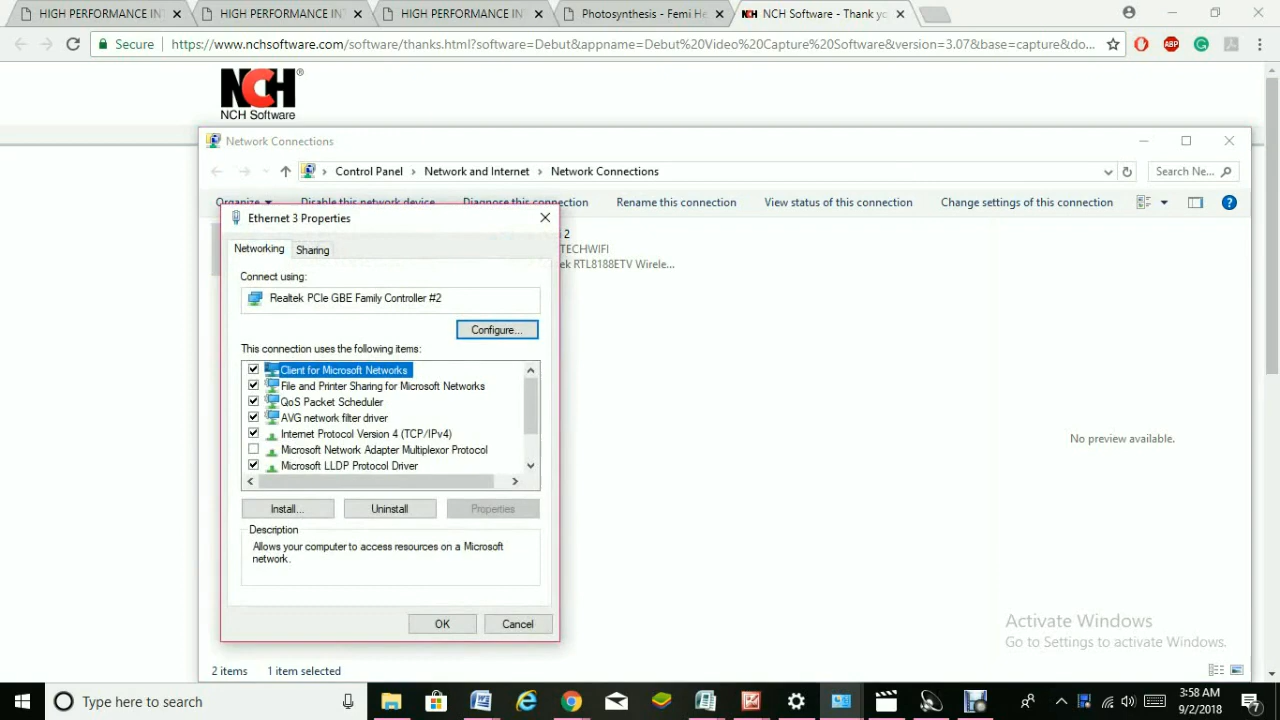 HIGH PERFORMANCE IN
HIGH PERFORMANCE IN
HIGH PERFORMANCE IN
Photosynthesis - Femi He
NCH NCH Software - Thank yo
Secure
https://www.nchsoftware.com/software/thanks.html?software=Debut&appname=Debut%20Video%20Capture%20Software&version=3.07&base=capture&do...
ABP
NCH®
NCH Software
Network Connections
Control Panel > Network and Internet > Network Connections
Search Ne...
Organize
Disable this network device
Diagnose this connection
Rename this connection
View status of this connection
Change settings of this connection
2
TECHWIFI
ek RTL8188ETV Wirele...
Ethernet 3 Properties
Networking
Sharing
Connect using:
Realtek PCIe GBE Family Controller #2
Configure...
This connection uses the following items:
Client for Microsoft Networks
File and Printer Sharing for Microsoft Networks
QoS Packet Scheduler
AVG network filter driver
Internet Protocol Version 4 (TCP/IPv4)
Microsoft Network Adapter Multiplexor Protocol
Microsoft LLDP Protocol Driver
Install...
Uninstall
Properties
Description
Allows your computer to access resources on a Microsoft
network.
OK
Cancel
No preview available.
Activate Windows
Go to Settings to activate Windows.
2 items
1 item selected
Type here to search
3:58 AM
9/2/2018
7